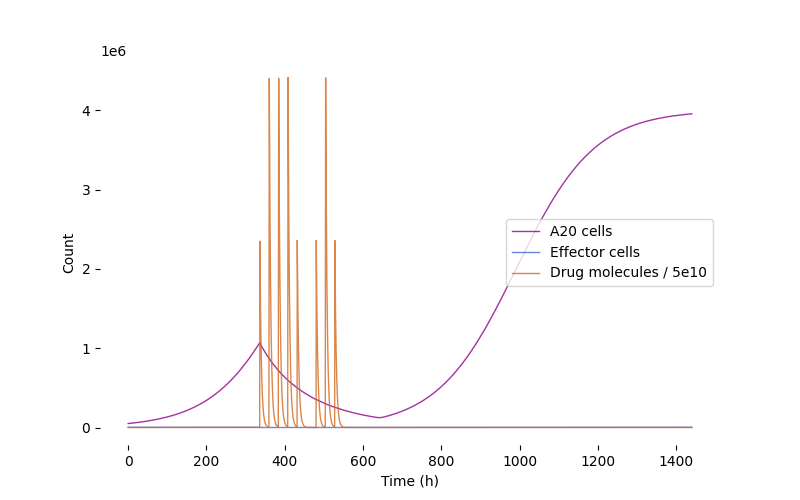 1e6
4
3
2
1
0
Count
A20 cells
Effector cells
Drug molecules / 5e10
0 200 400 600 800 1000 1200 1400
Time (h)